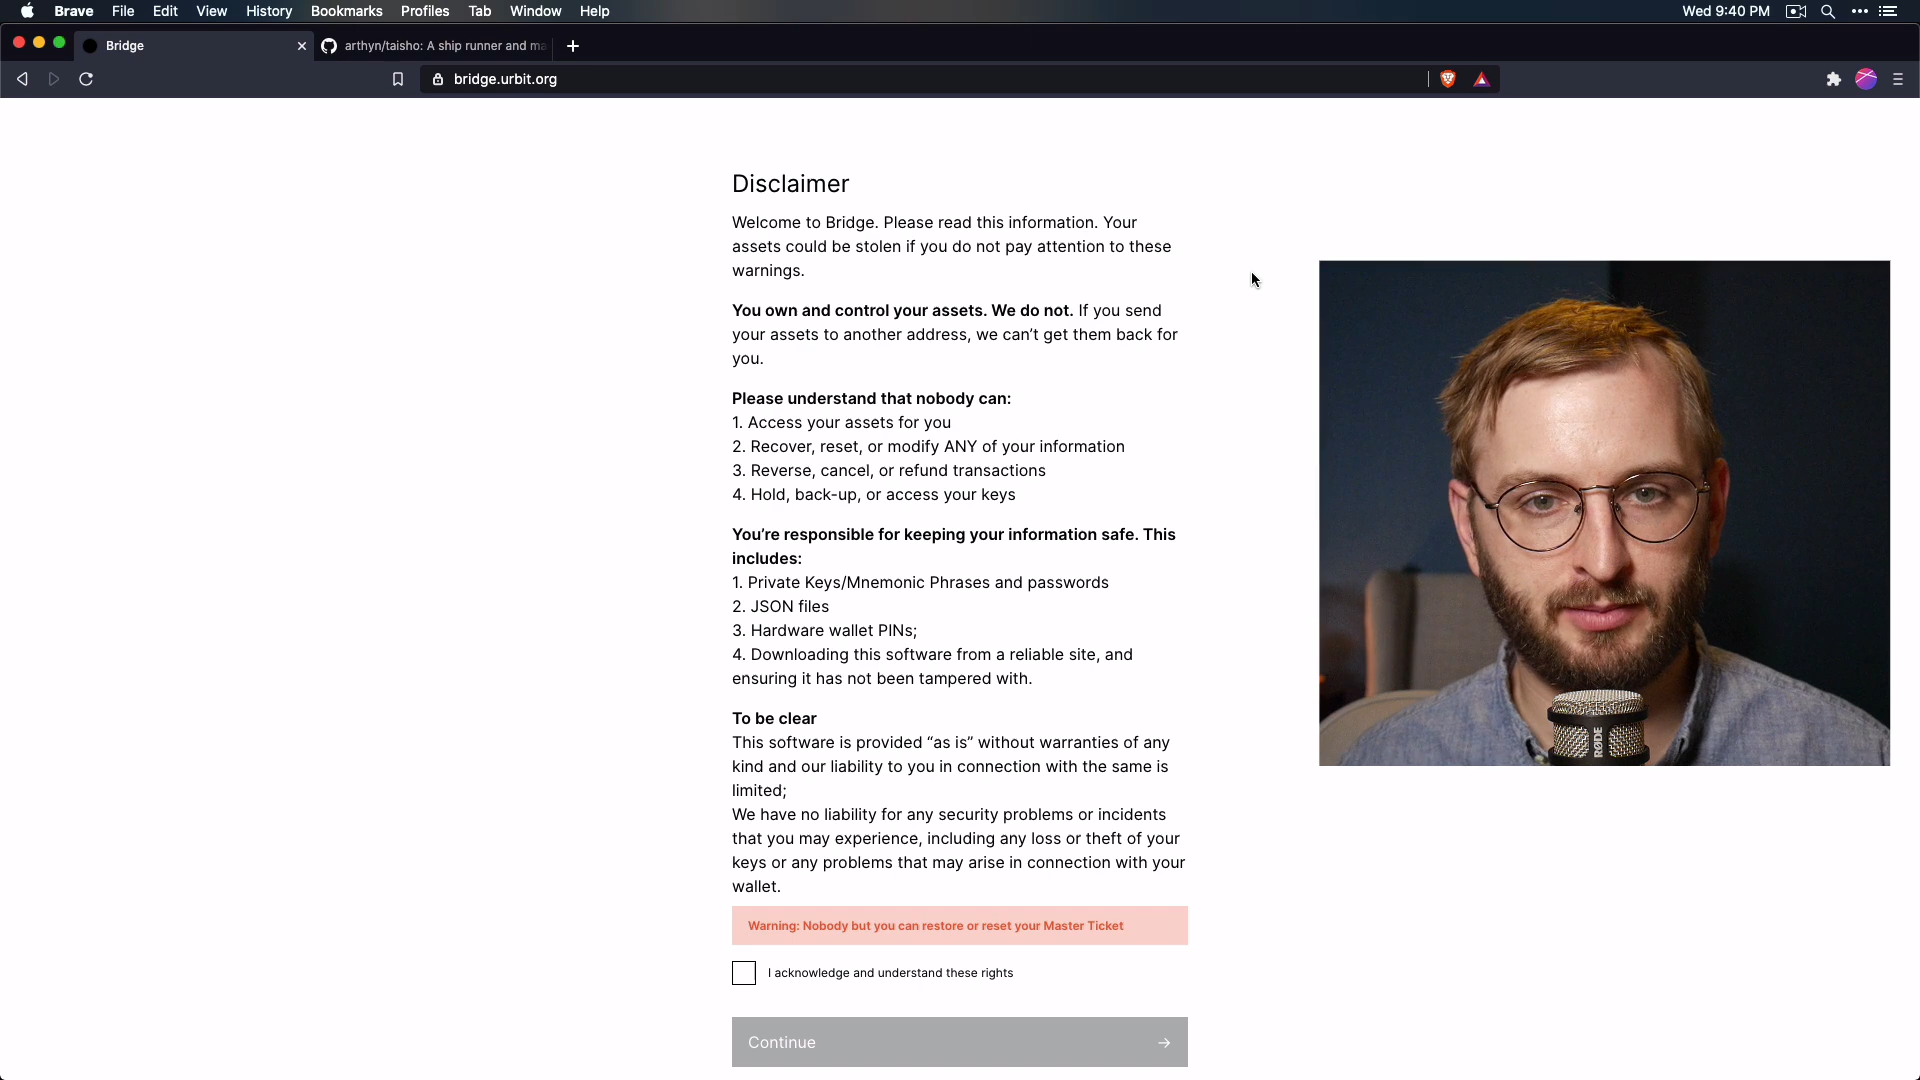 Brave File Edit View History Bookmarks Profiles Tab Window Help Wed 9:40 PM
Bridge arthyn/taisho: A ship runner and ma
bridge.urbit.org
Disclaimer
Welcome to Bridge. Please read this information. Your
assets could be stolen if you do not pay attention to these
warnings.
You own and control your assets. We do not. If you send
your assets to another address, we can’t get them back for
you.
Please understand that nobody can:
1. Access your assets for you
2. Recover, reset, or modify ANY of your information
3. Reverse, cancel, or refund transactions
4. Hold, back-up, or access your keys
You’re responsible for keeping your information safe. This
includes:
1. Private Keys/Mnemonic Phrases and passwords
2. JSON files
3. Hardware wallet PINs;
4. Downloading this software from a reliable site, and
ensuring it has not been tampered with.
To be clear
This software is provided “as is” without warranties of any
kind and our liability to you in connection with the same is
limited;
We have no liability for any security problems or incidents
that you may experience, including any loss or theft of your
keys or any problems that may arise in connection with your
wallet.
Warning: Nobody but you can restore or reset your Master Ticket
I acknowledge and understand these rights
Continue
RØDE